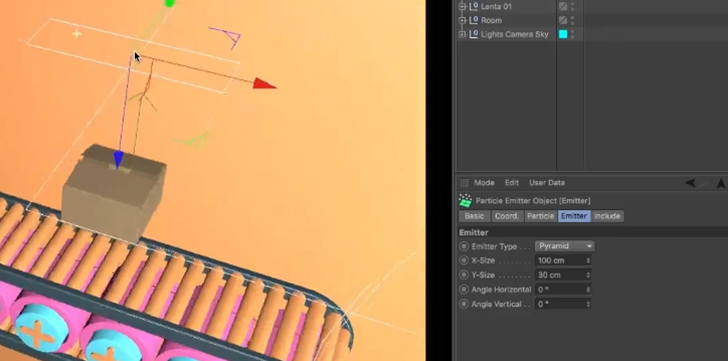 Lenta 01
Room
Lights Camera Sky
Mode Edit User Data
Particle Emitter Object [Emitter]
Basic Coord. Particle Emitter Include
Emitter
Emitter Type . . . Pyramid
X-Size . . . . . . . . 100 cm
Y-Size . . . . . . . . 30 cm
Angle Horizontal 0 °
Angle Vertical . . 0 °